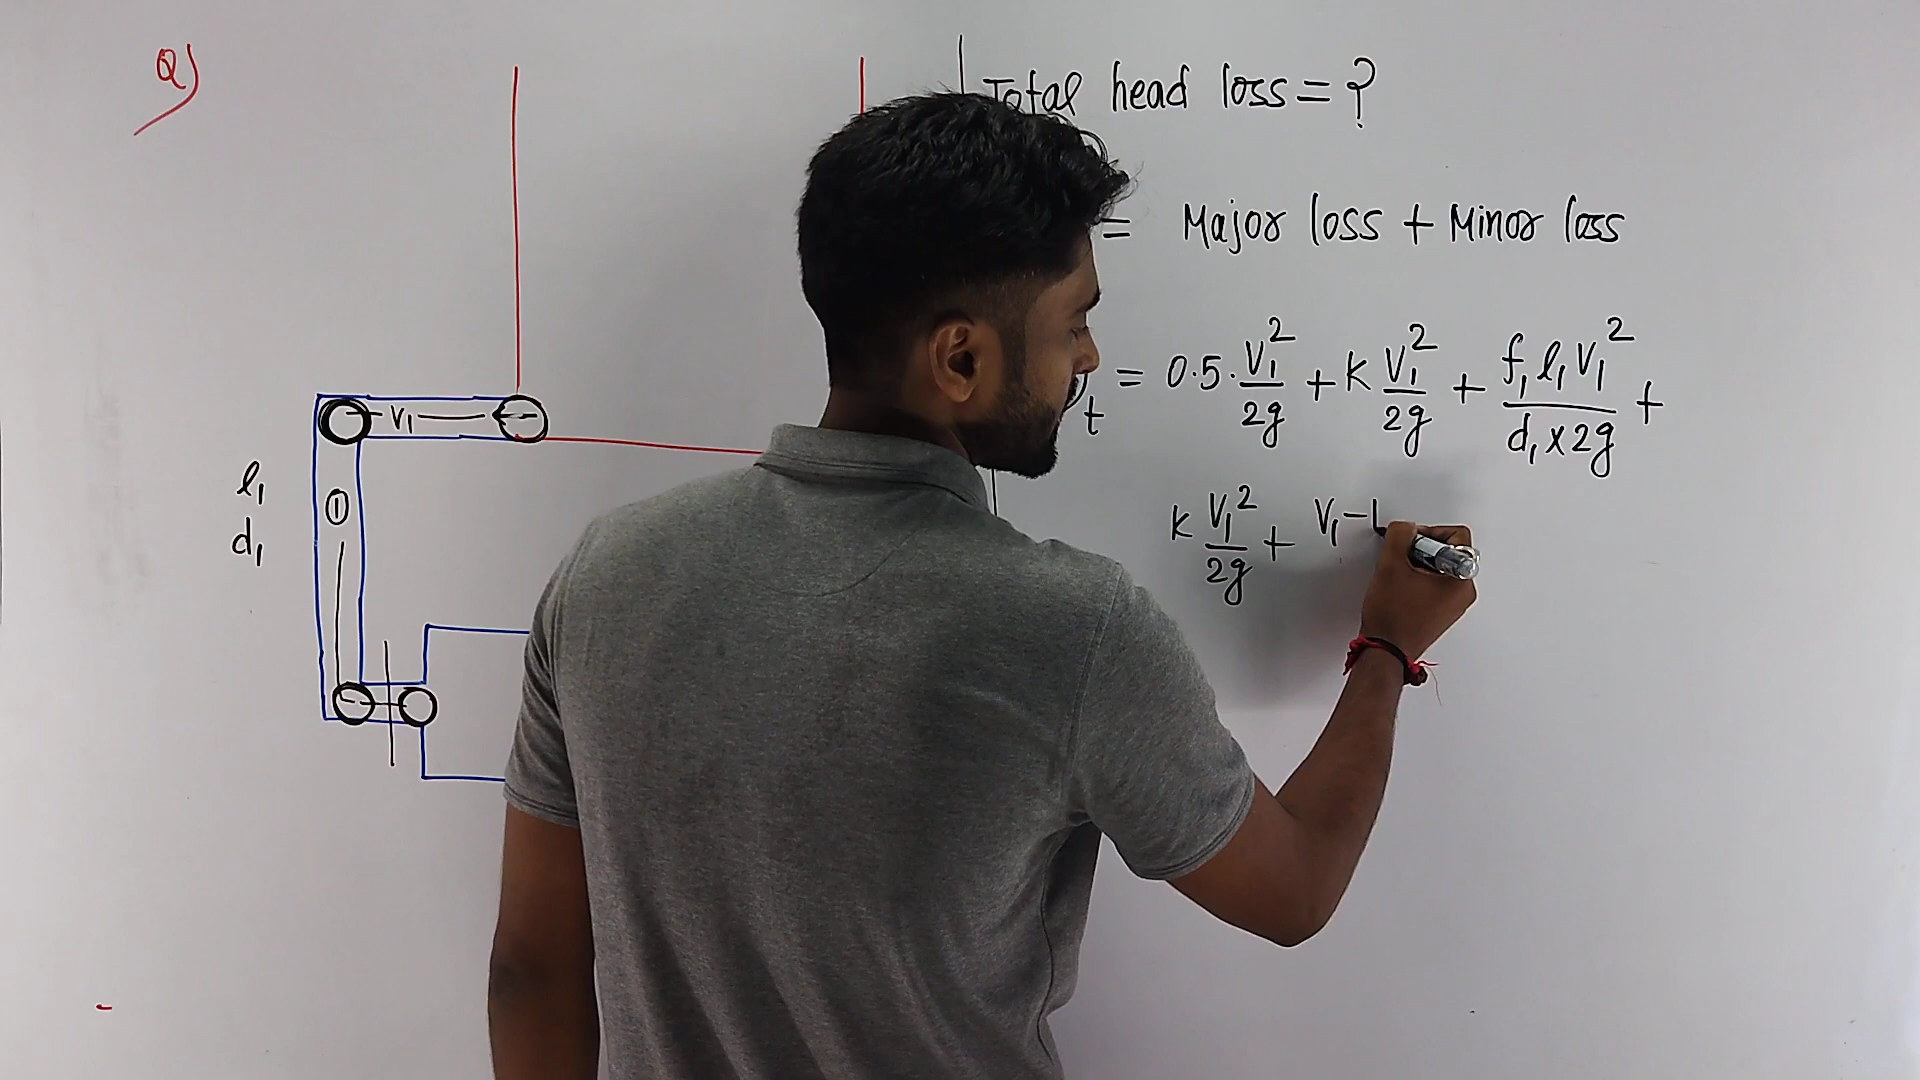 Q)
Total head loss = ?
= Major loss + Minor loss
t = 0.5 · V₁²/2g + K V₁²/2g + f₁ l₁ V₁²/d₁ × 2g +
K V₁²/2g + V₁ -
V₁
l₁
d₁
①